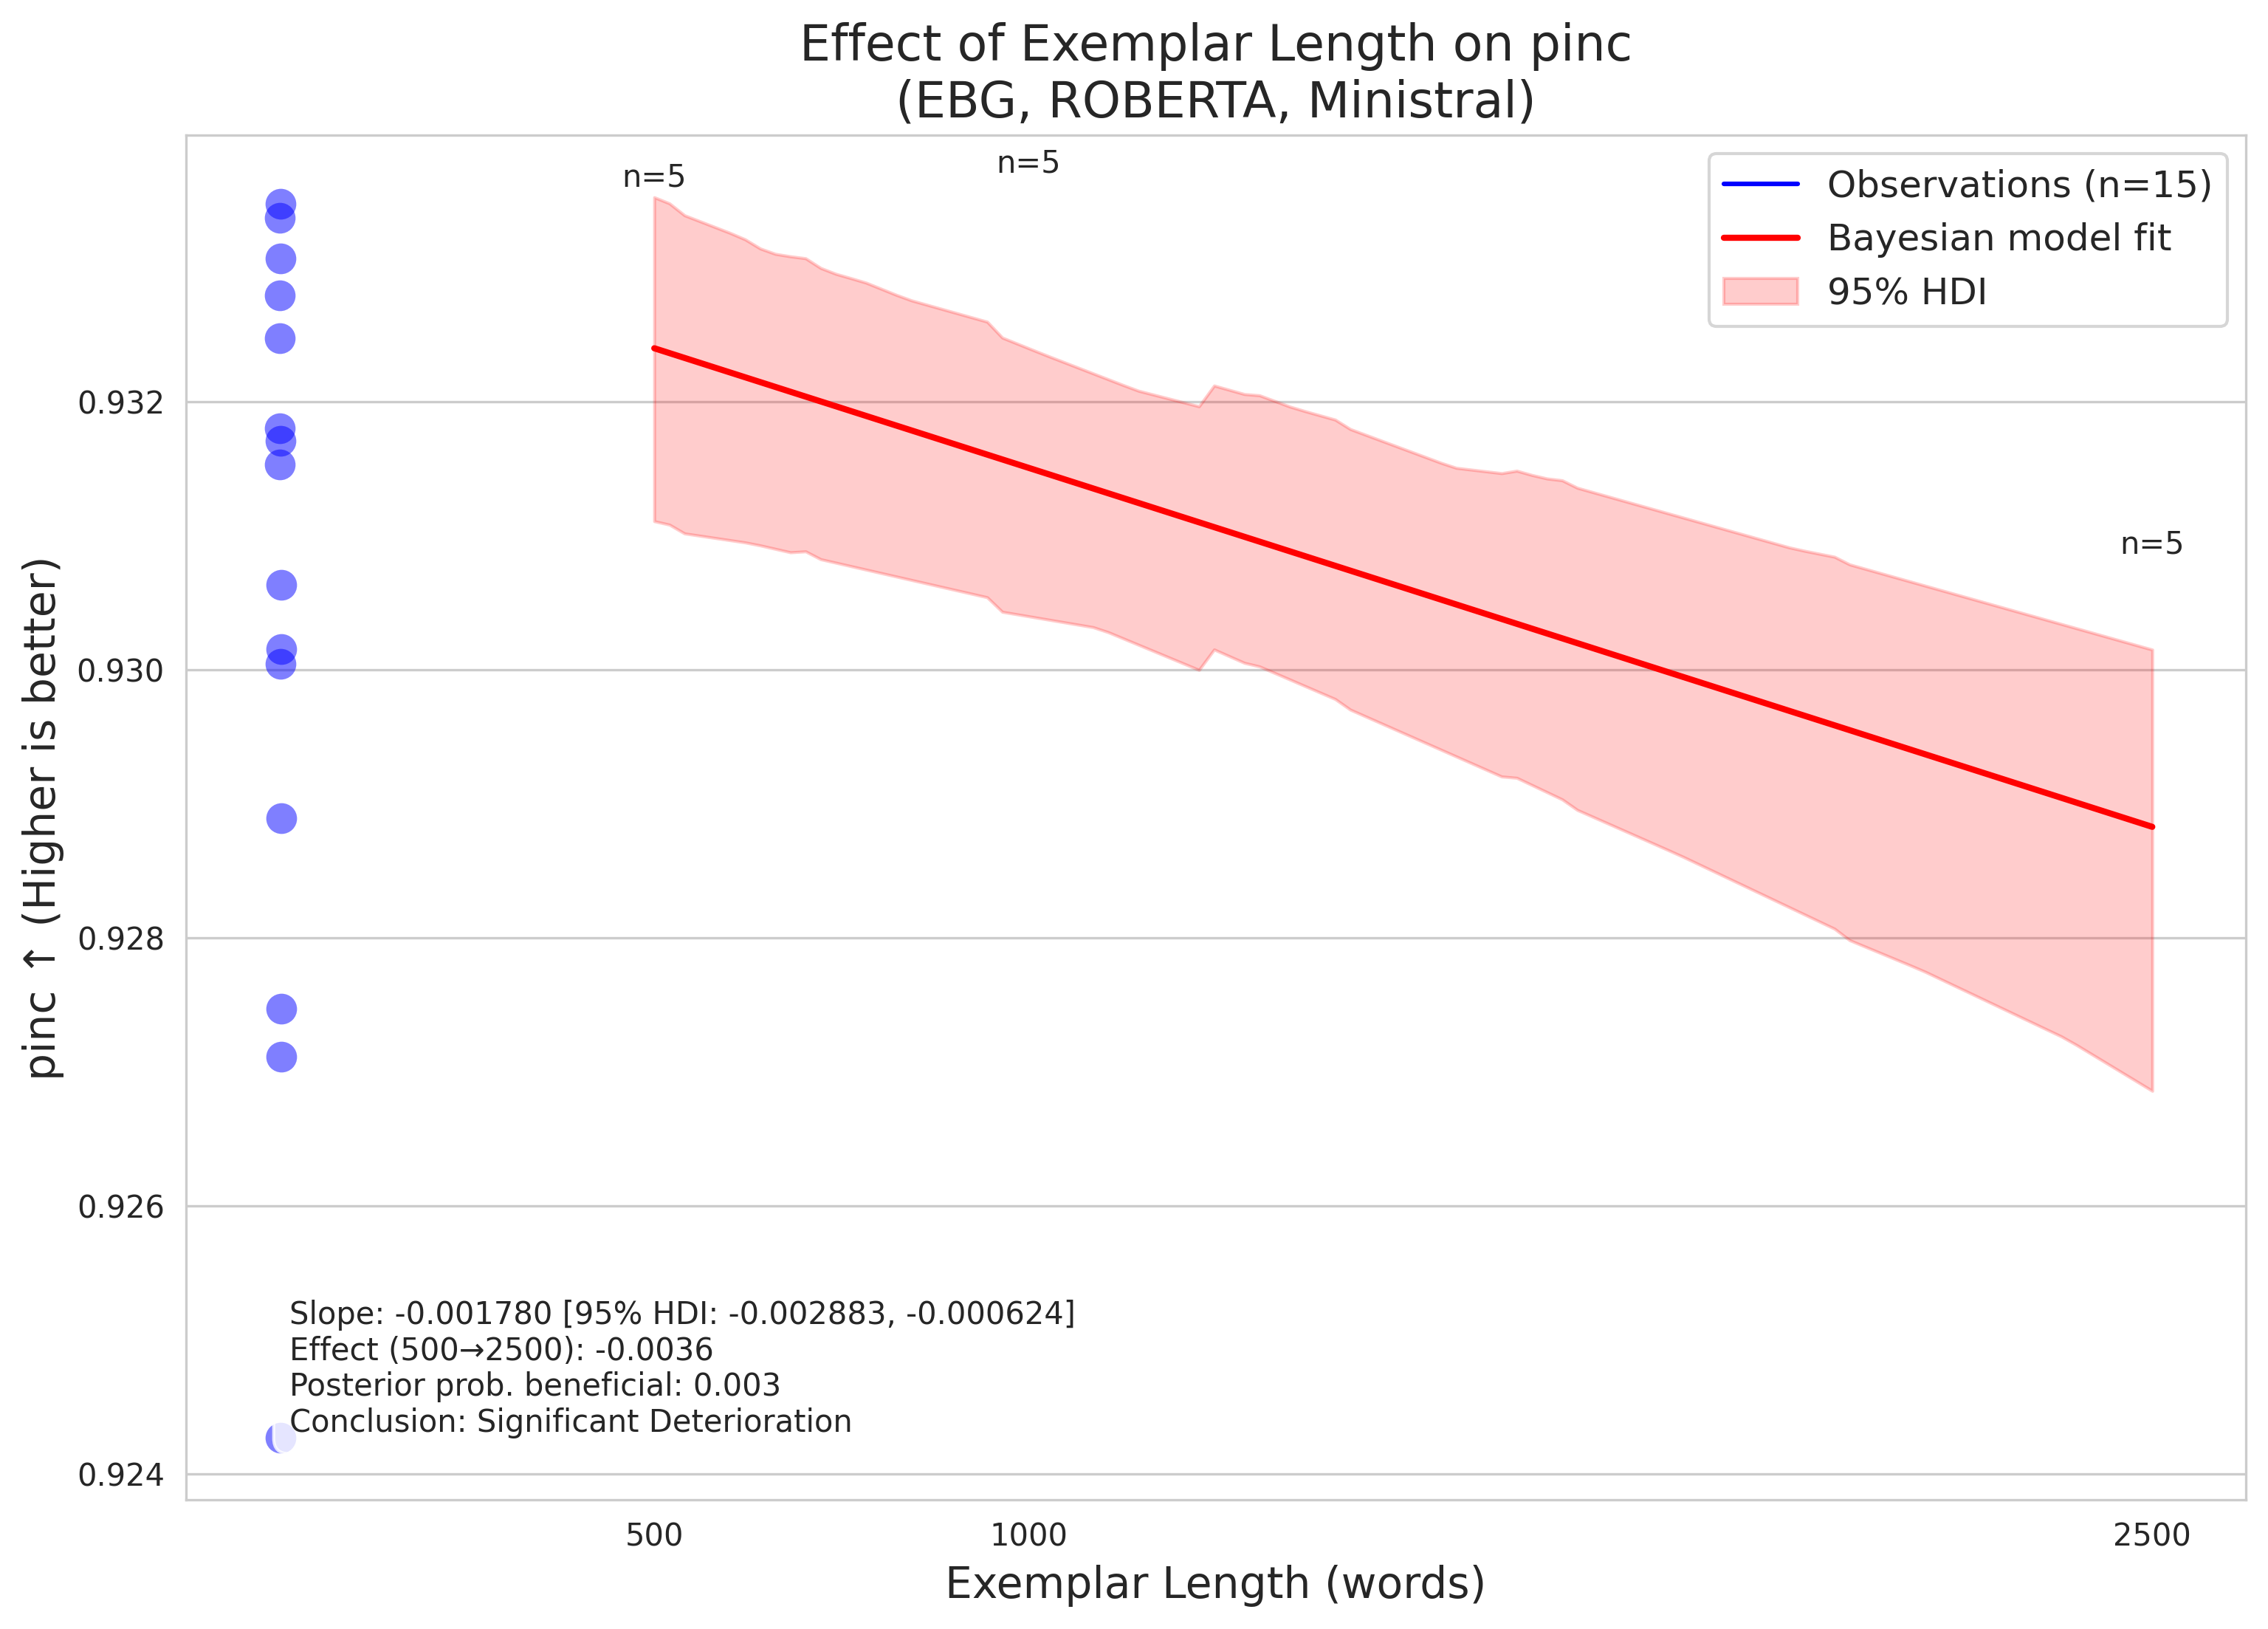 Effect of Exemplar Length on pinc
(EBG, ROBERTA, Ministral)
n=5
n=5
n=5
Observations (n=15)
Bayesian model fit
95% HDI
pinc ↑ (Higher is better)
0.932
0.930
0.928
0.926
0.924
Slope: -0.001780 [95% HDI: -0.002883, -0.000624]
Effect (500→2500): -0.0036
Posterior prob. beneficial: 0.003
Conclusion: Significant Deterioration
500
1000
2500
Exemplar Length (words)